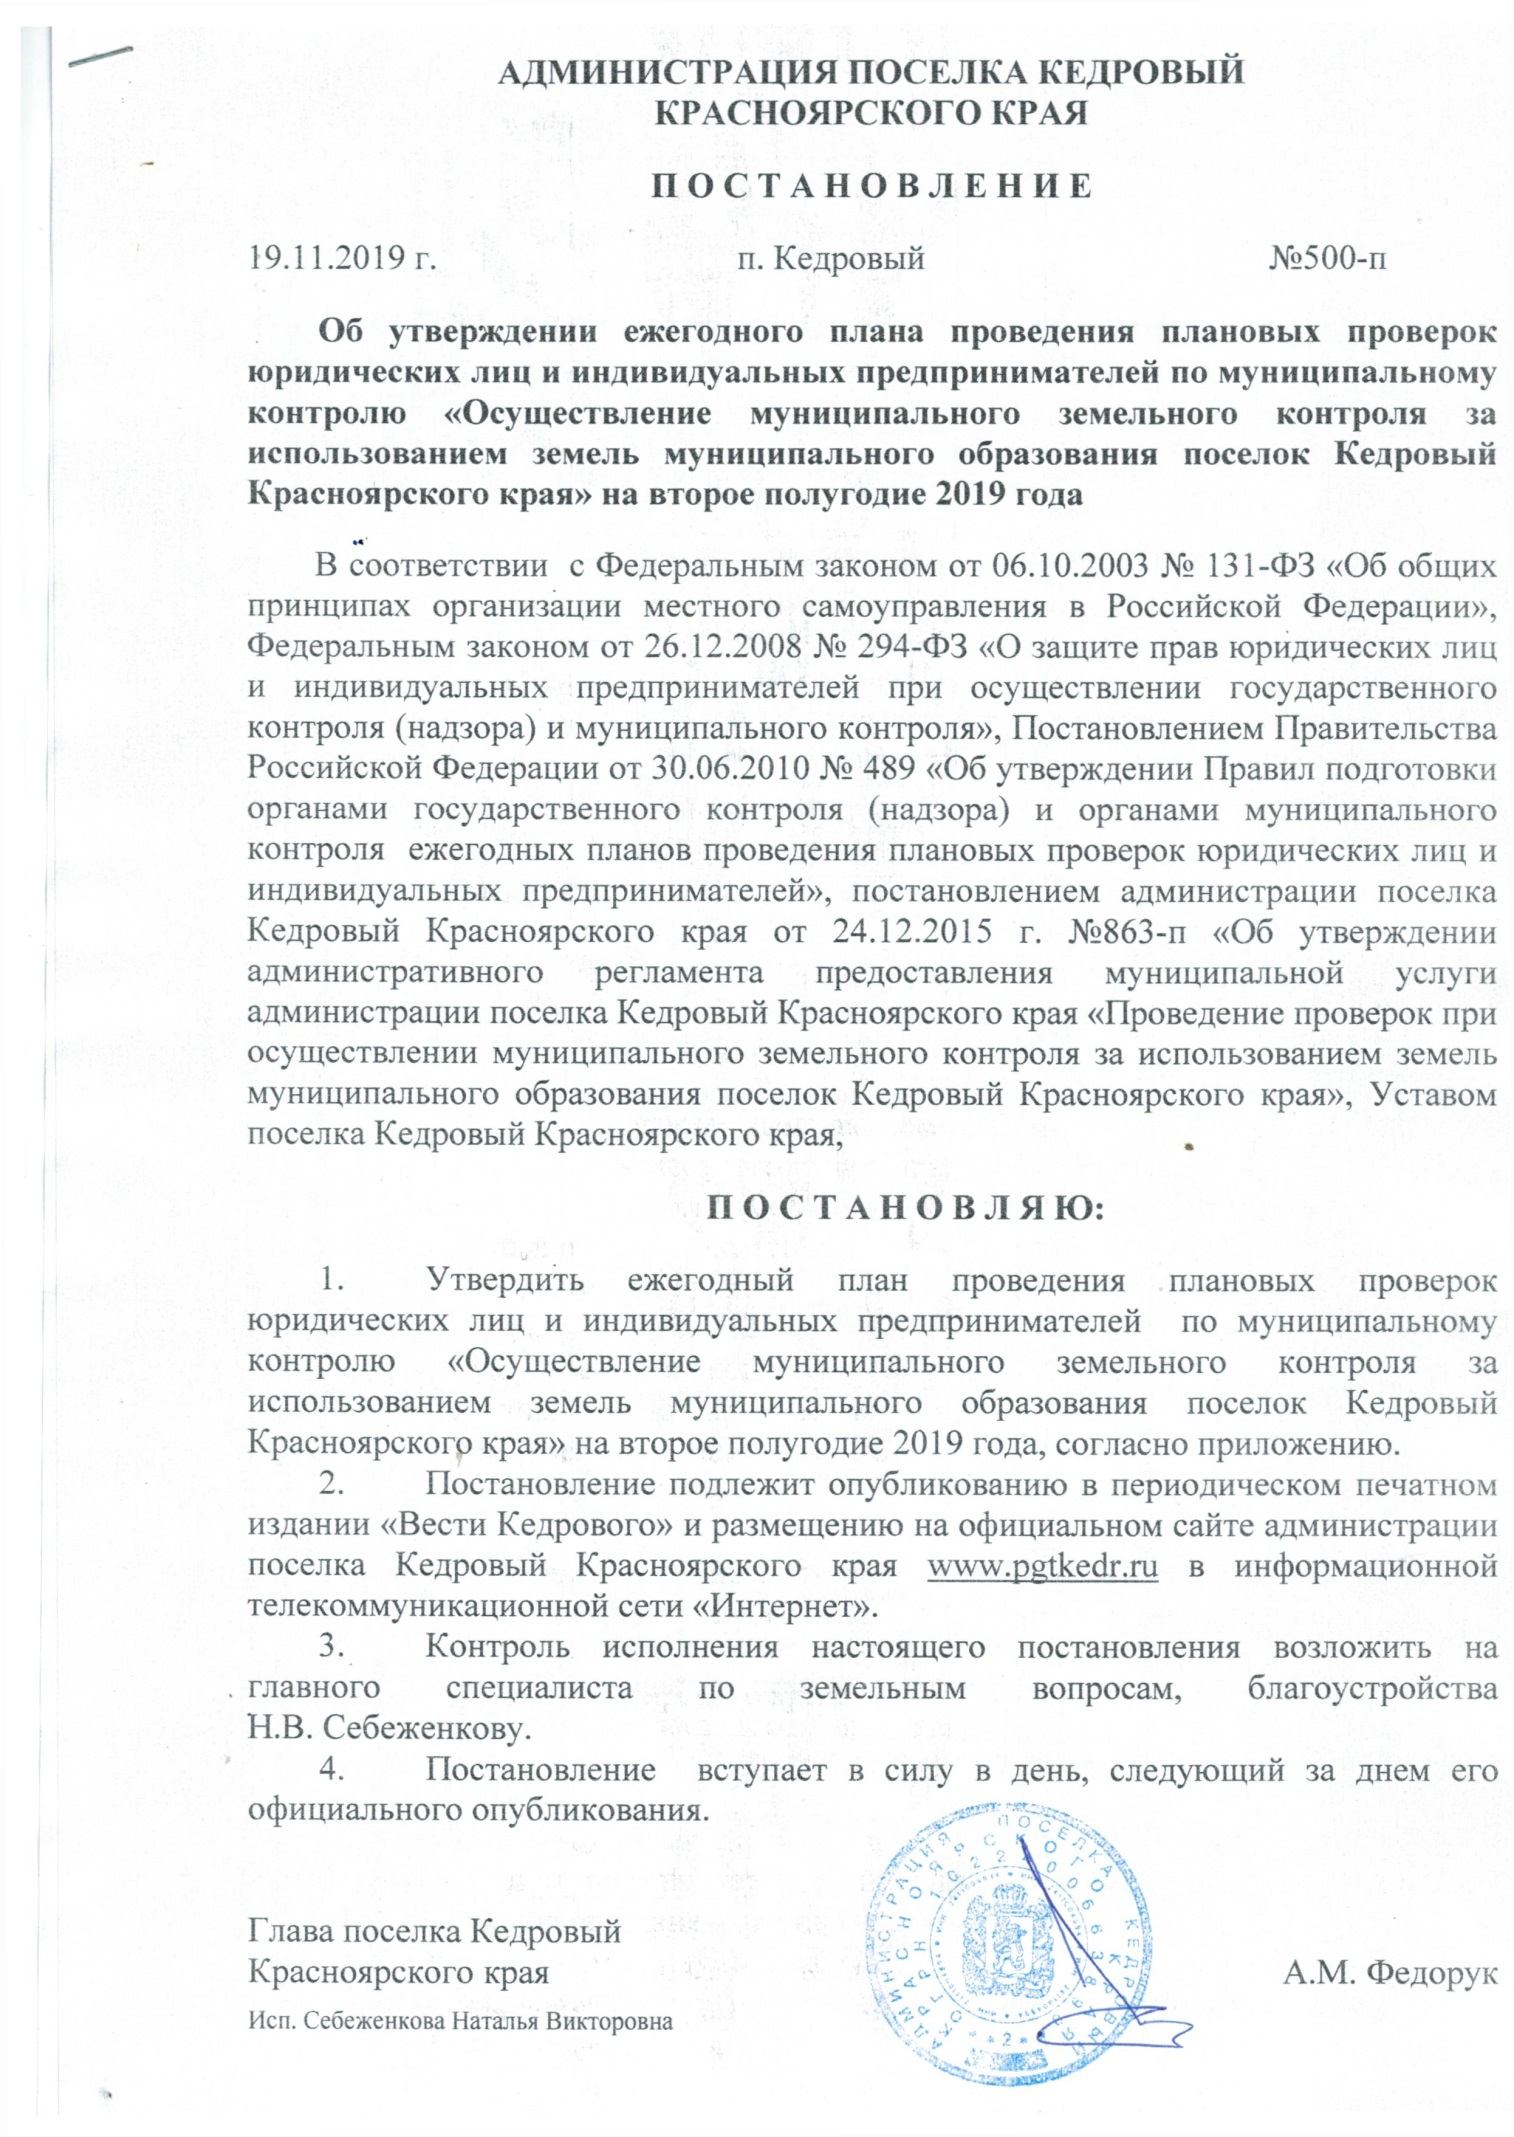 АДМИНИСТРАЦИЯ ПОСЕЛКА КЕДРОВЫЙ
КРАСНОЯРСКОГО КРАЯ
П О С Т А Н О В Л Е Н И Е
19.11.2019 г. п. Кедровый №500-п
Об утверждении ежегодного плана проведения плановых проверок
юридических лиц и индивидуальных предпринимателей по муниципальному
контролю «Осуществление муниципального земельного контроля за
использованием земель муниципального образования поселок Кедровый
Красноярского края» на второе полугодие 2019 года
В соответствии с Федеральным законом от 06.10.2003 № 131-ФЗ «Об общих
принципах организации местного самоуправления в Российской Федерации»,
Федеральным законом от 26.12.2008 № 294-ФЗ «О защите прав юридических лиц
и индивидуальных предпринимателей при осуществлении государственного
контроля (надзора) и муниципального контроля», Постановлением Правительства
Российской Федерации от 30.06.2010 № 489 «Об утверждении Правил подготовки
органами государственного контроля (надзора) и органами муниципального
контроля ежегодных планов проведения плановых проверок юридических лиц и
индивидуальных предпринимателей», постановлением администрации поселка
Кедровый Красноярского края от 24.12.2015 г. №863-п «Об утверждении
административного регламента предоставления муниципальной услуги
администрации поселка Кедровый Красноярского края «Проведение проверок при
осуществлении муниципального земельного контроля за использованием земель
муниципального образования поселок Кедровый Красноярского края», Уставом
поселка Кедровый Красноярского края,
П О С Т А Н О В Л Я Ю:
1. Утвердить ежегодный план проведения плановых проверок
юридических лиц и индивидуальных предпринимателей по муниципальному
контролю «Осуществление муниципального земельного контроля за
использованием земель муниципального образования поселок Кедровый
Красноярского края» на второе полугодие 2019 года, согласно приложению.
2. Постановление подлежит опубликованию в периодическом печатном
издании «Вести Кедрового» и размещению на официальном сайте администрации
поселка Кедровый Красноярского края www.pgtkedr.ru в информационной
телекоммуникационной сети «Интернет».
3. Контроль исполнения настоящего постановления возложить на
главного специалиста по земельным вопросам, благоустройства
Н.В. Себеженкову.
4. Постановление вступает в силу в день, следующий за днем его
официального опубликования.
АДМИНИСТРАЦИЯ ПОСЕЛКА КЕДРОВЫЙ
КРАСНОЯРСКОГО К
ОГРН
* 2 *
Глава поселка Кедровый
Красноярского края А.М. Федорук
Исп. Себеженкова Наталья Викторовна